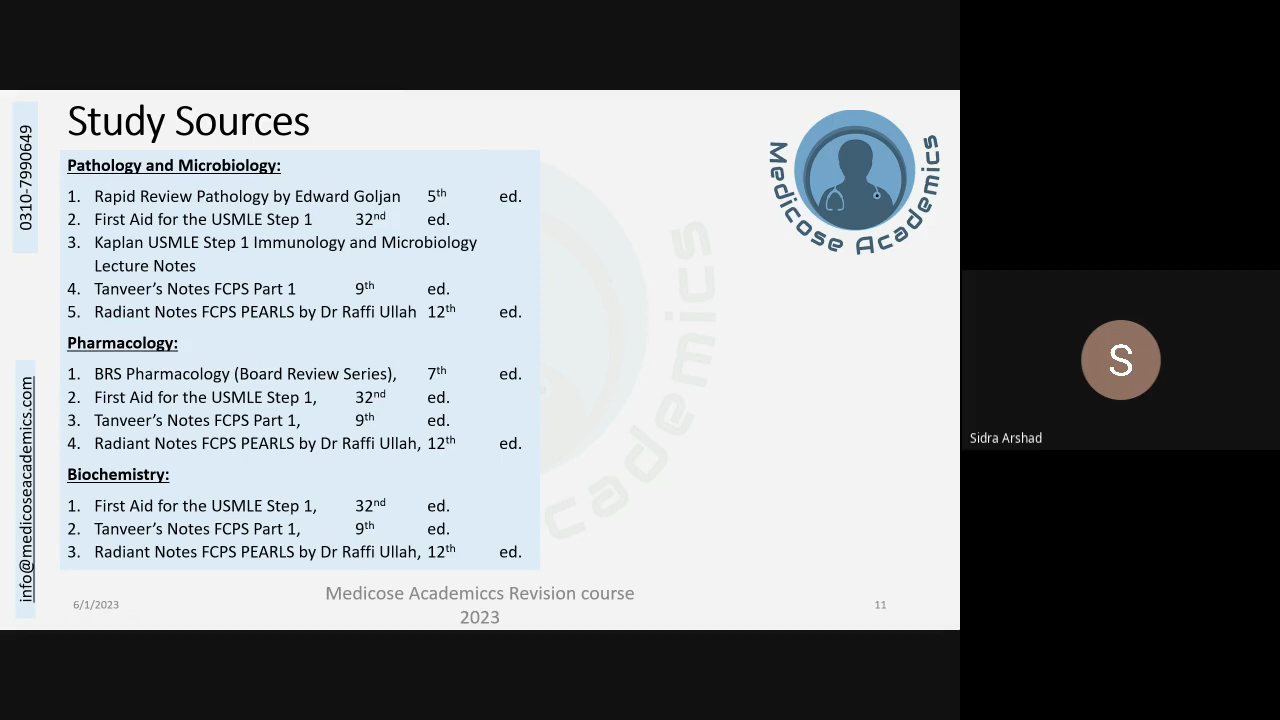 Study Sources
0310-7990649
info@medicoseacademics.com
Pathology and Microbiology:
1. Rapid Review Pathology by Edward Goljan 5th ed.
2. First Aid for the USMLE Step 1 32nd ed.
3. Kaplan USMLE Step 1 Immunology and Microbiology
Lecture Notes
4. Tanveer’s Notes FCPS Part 1 9th ed.
5. Radiant Notes FCPS PEARLS by Dr Raffi Ullah 12th ed.
Pharmacology:
1. BRS Pharmacology (Board Review Series), 7th ed.
2. First Aid for the USMLE Step 1, 32nd ed.
3. Tanveer’s Notes FCPS Part 1, 9th ed.
4. Radiant Notes FCPS PEARLS by Dr Raffi Ullah, 12th ed.
Biochemistry:
1. First Aid for the USMLE Step 1, 32nd ed.
2. Tanveer’s Notes FCPS Part 1, 9th ed.
3. Radiant Notes FCPS PEARLS by Dr Raffi Ullah, 12th ed.
6/1/2023
Medicose Academiccs Revision course
2023
11
Medicose Academics
cademics
S
Sidra Arshad